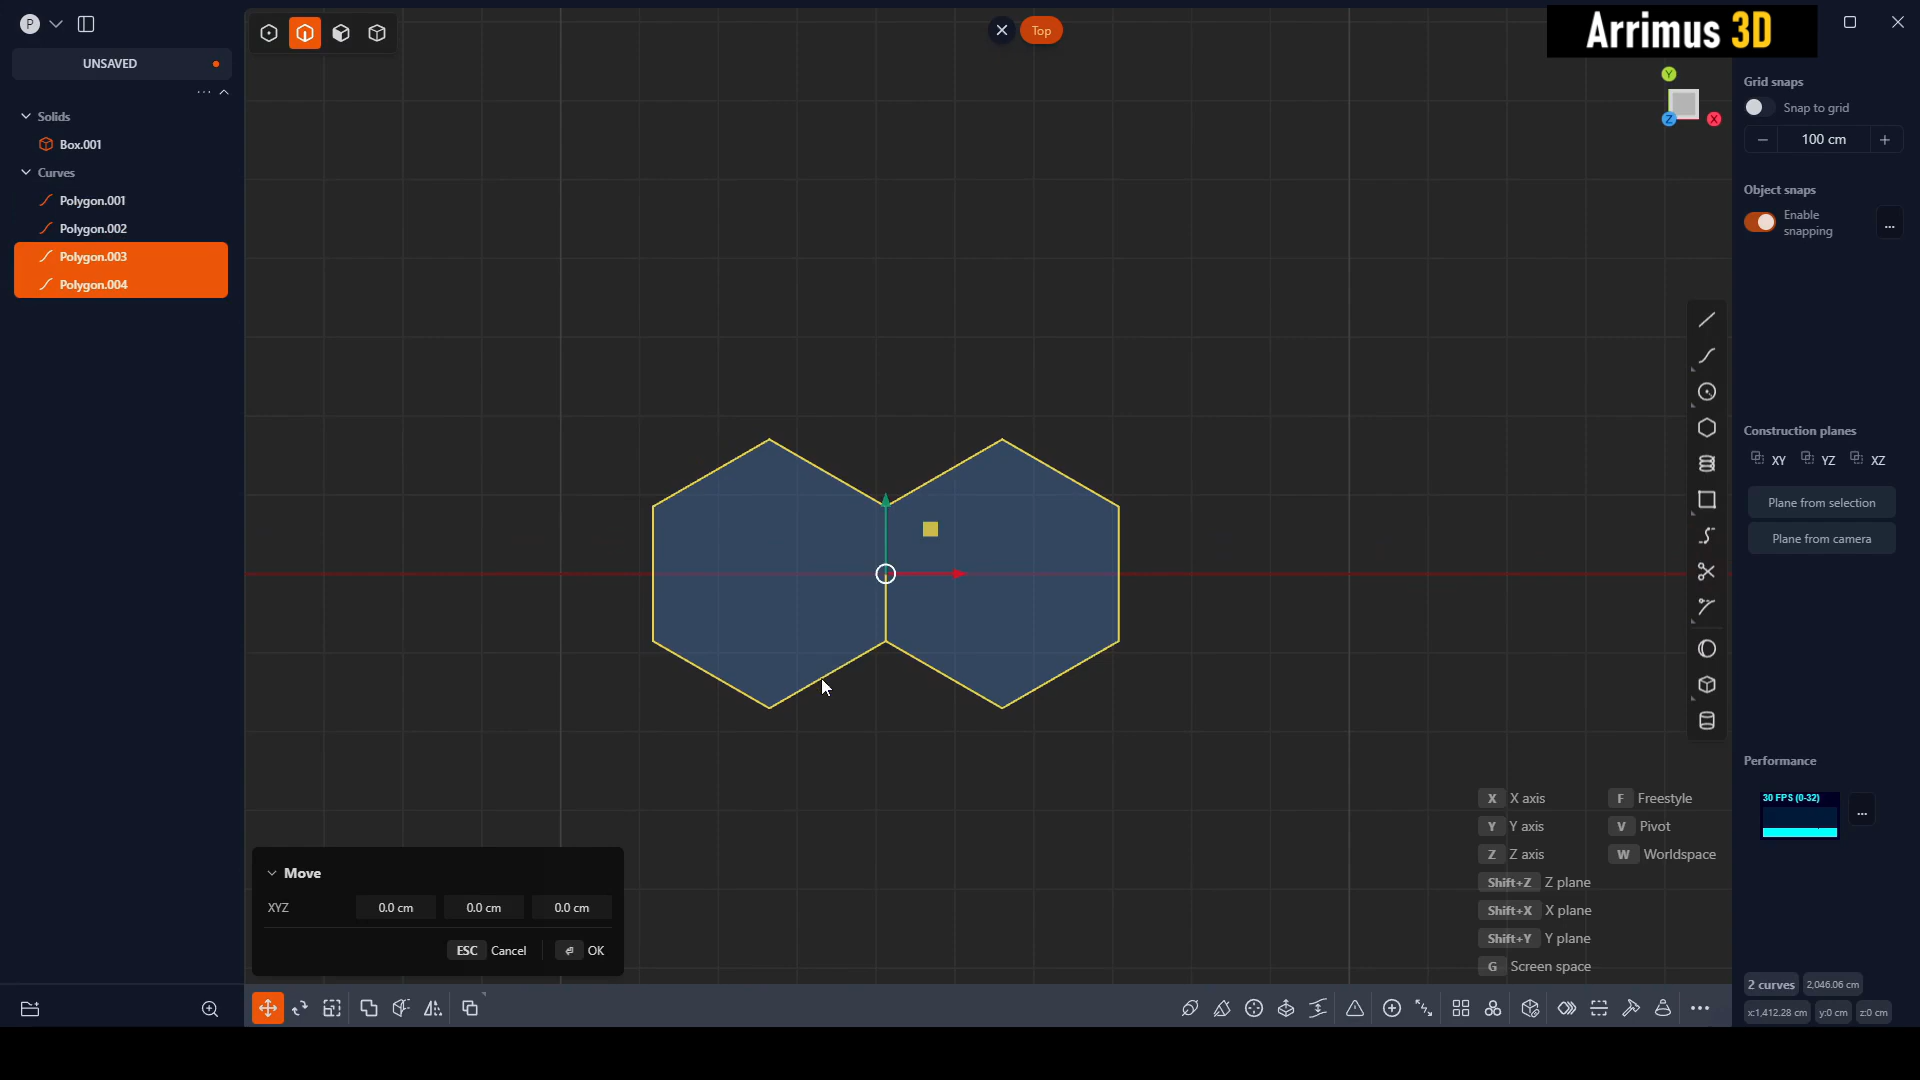 P
UNSAVED
Solids
Box.001
Curves
Polygon.001
Polygon.002
Polygon.003
Polygon.004
Top
Arrimus 3D
Y
Z
X
Grid snaps
Snap to grid
100 cm
Object snaps
Enable
snapping
...
Construction planes
XY YZ XZ
Plane from selection
Plane from camera
Performance
30 FPS (0-32)
...
X X axis
F Freestyle
Y Y axis
V Pivot
Z Z axis
W Worldspace
Shift+Z Z plane
Shift+X X plane
Shift+Y Y plane
G Screen space
Move
XYZ 0.0 cm 0.0 cm 0.0 cm
ESC Cancel OK
2 curves 2,046.06 cm
x:1,412.28 cm y:0 cm z:0 cm